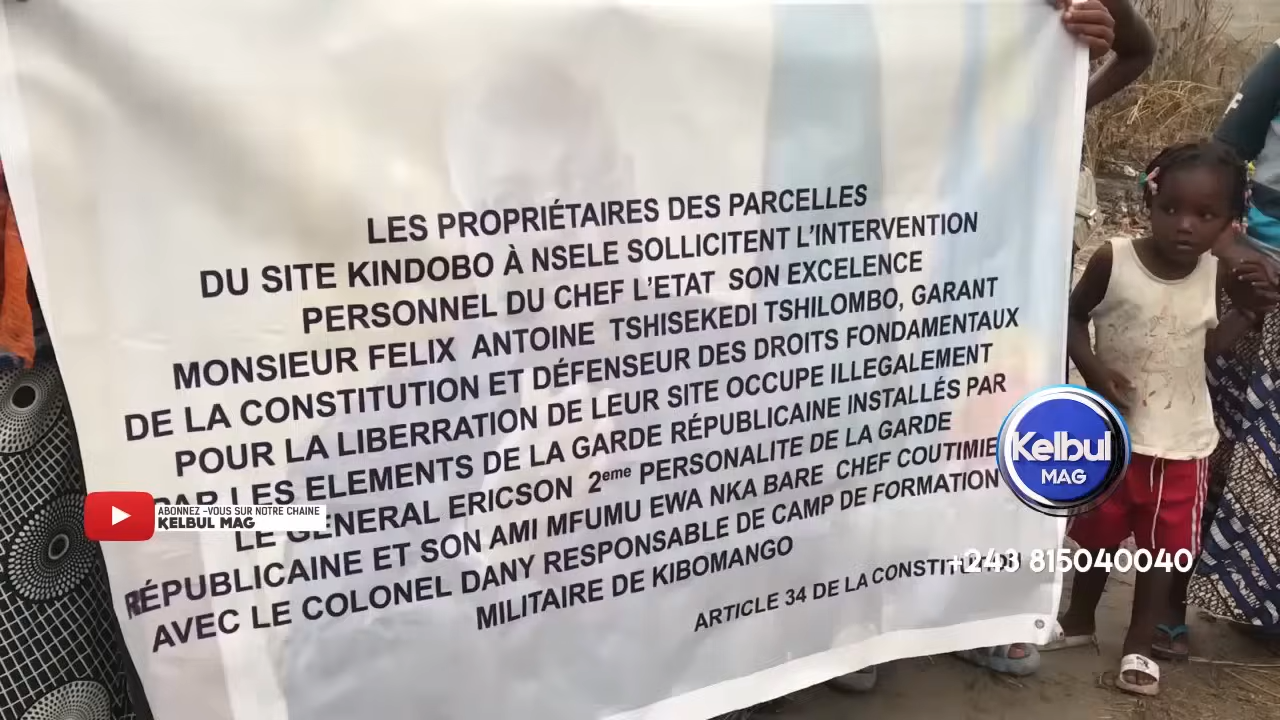 LES PROPRIÉTAIRES DES PARCELLES
DU SITE KINDOBO À NSELE SOLLICITENT L'INTERVENTION
PERSONNEL DU CHEF L'ETAT SON EXCELENCE
MONSIEUR FELIX ANTOINE TSHISEKEDI TSHILOMBO, GARANT
DE LA CONSTITUTION ET DÉFENSEUR DES DROITS FONDAMENTAUX
POUR LA LIBERRATION DE LEUR SITE OCCUPE ILLEGALEMENT
PAR LES ELEMENTS DE LA GARDE RÉPUBLICAINE INSTALLÉS PAR
LE GENERAL ERICSON 2eme PERSONALITE DE LA GARDE
RÉPUBLICAINE ET SON AMI MFUMU EWA NKA BARE CHEF COUTIMIE
AVEC LE COLONEL DANY RESPONSABLE DE CAMP DE FORMATION
MILITAIRE DE KIBOMANGO
ARTICLE 34 DE LA CONSTITUTION
Kelbul
MAG
ABONNEZ -VOUS SUR NOTRE CHAINE
KELBUL MAG
+243 815040040